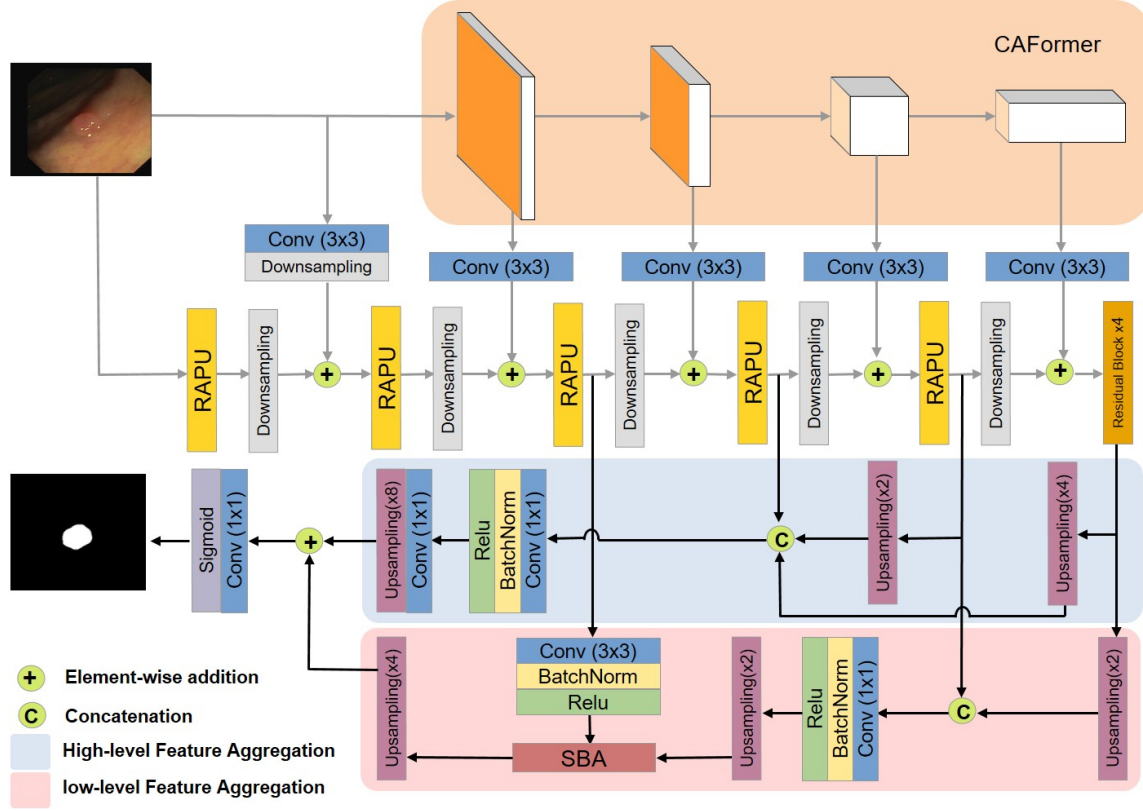 CAFormer
Conv (3x3)
Downsampling
Conv (3x3)
Conv (3x3)
Conv (3x3)
Conv (3x3)
RAPU
Downsampling
RAPU
Downsampling
RAPU
Downsampling
RAPU
Downsampling
RAPU
Downsampling
Residual Block x4
+
+
+
+
+
Sigmoid
Conv (1x1)
+
Upsampling(x8)
Conv (1x1)
Relu
BatchNorm
Conv (1x1)
C
Upsampling(x2)
Upsampling(x4)
Upsampling(x4)
Conv (3x3)
BatchNorm
Relu
SBA
Upsampling(x2)
Relu
BatchNorm
Conv (1x1)
C
Upsampling(x2)
+ Element-wise addition
C Concatenation
High-level Feature Aggregation
low-level Feature Aggregation